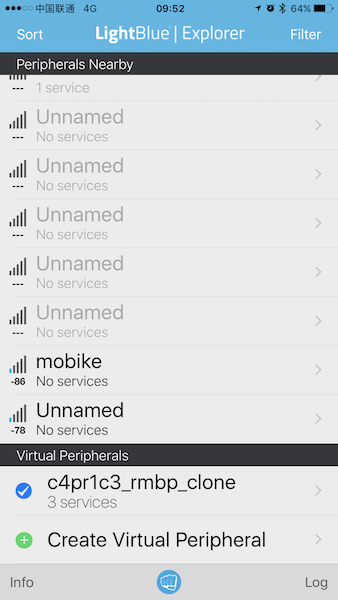 中国联通 4G 09:52 64%
Sort LightBlue | Explorer Filter
Peripherals Nearby
--- 1 service
Unnamed
--- No services
Unnamed
--- No services
Unnamed
--- No services
Unnamed
--- No services
Unnamed
--- No services
mobike
-86 No services
Unnamed
-78 No services
Virtual Peripherals
c4pr1c3_rmbp_clone
3 services
Create Virtual Peripheral
Info Log